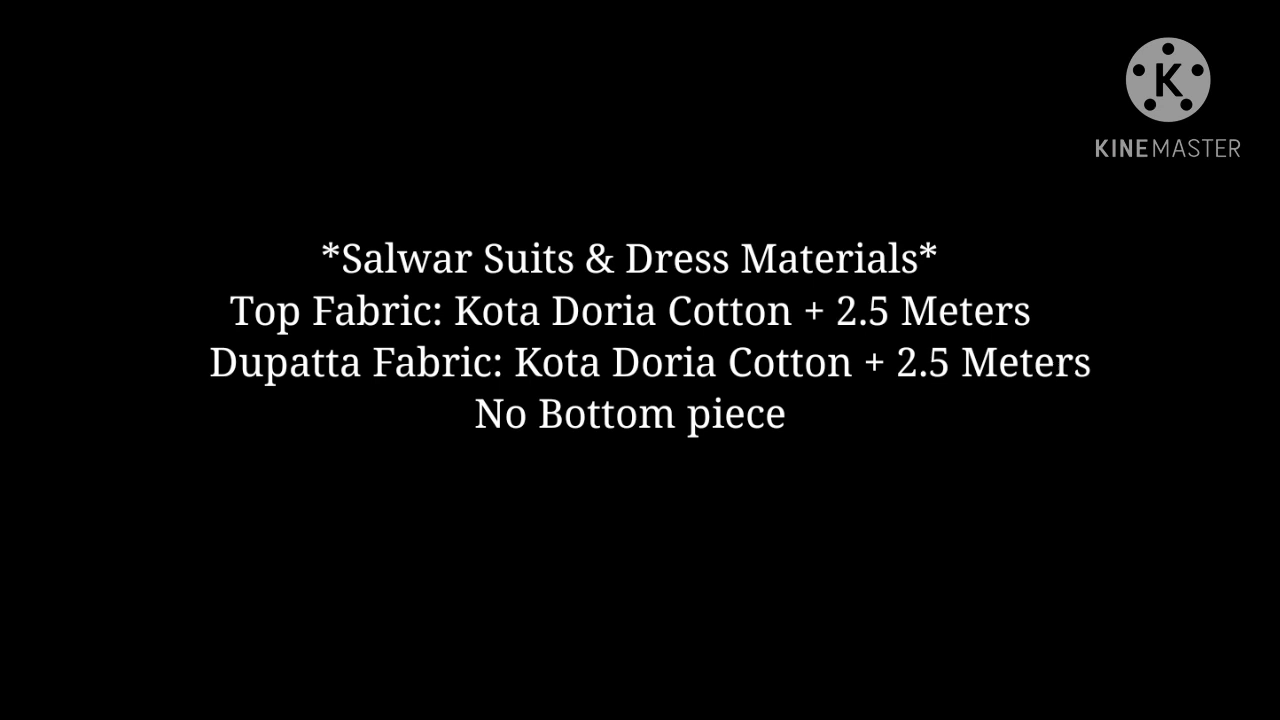 K
KINEMASTER
*Salwar Suits & Dress Materials*
Top Fabric: Kota Doria Cotton + 2.5 Meters
Dupatta Fabric: Kota Doria Cotton + 2.5 Meters
No Bottom piece